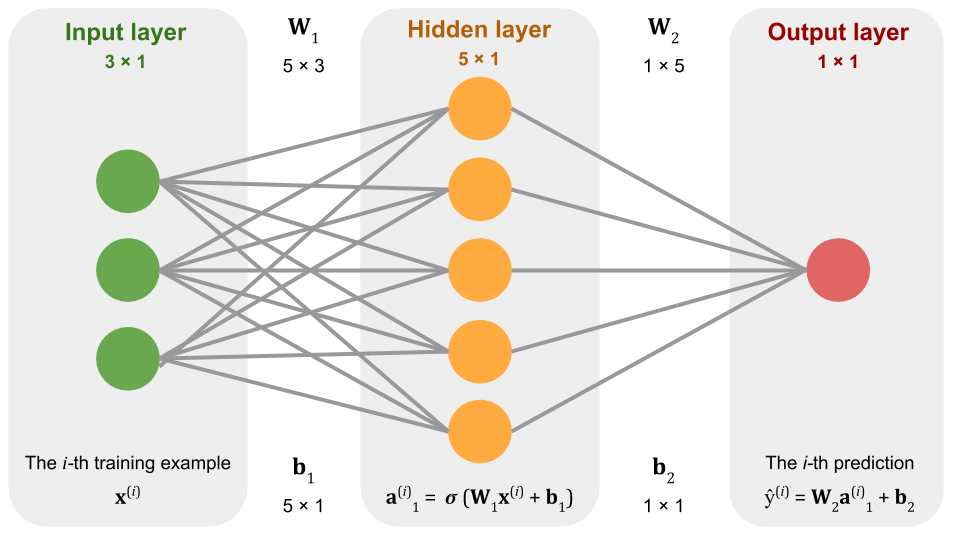 Input layer
3 × 1
W₁
5 × 3
Hidden layer
5 × 1
W₂
1 × 5
Output layer
1 × 1
The i-th training example
x⁽ⁱ⁾
b₁
5 × 1
a⁽ⁱ⁾₁ = σ (W₁x⁽ⁱ⁾ + b₁)
b₂
1 × 1
The i-th prediction
ŷ⁽ⁱ⁾ = W₂a⁽ⁱ⁾₁ + b₂